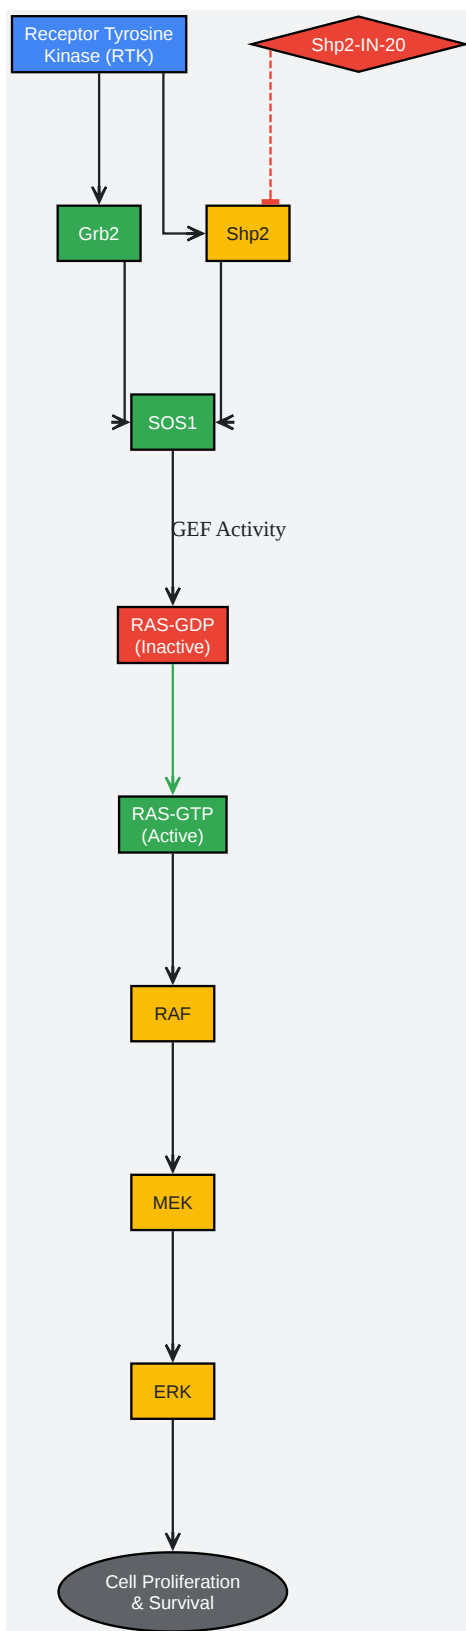 Receptor Tyrosine
Kinase (RTK)
Shp2-IN-20
Grb2
Shp2
SOS1
GEF Activity
RAS-GDP
(Inactive)
RAS-GTP
(Active)
RAF
MEK
ERK
Cell Proliferation
& Survival